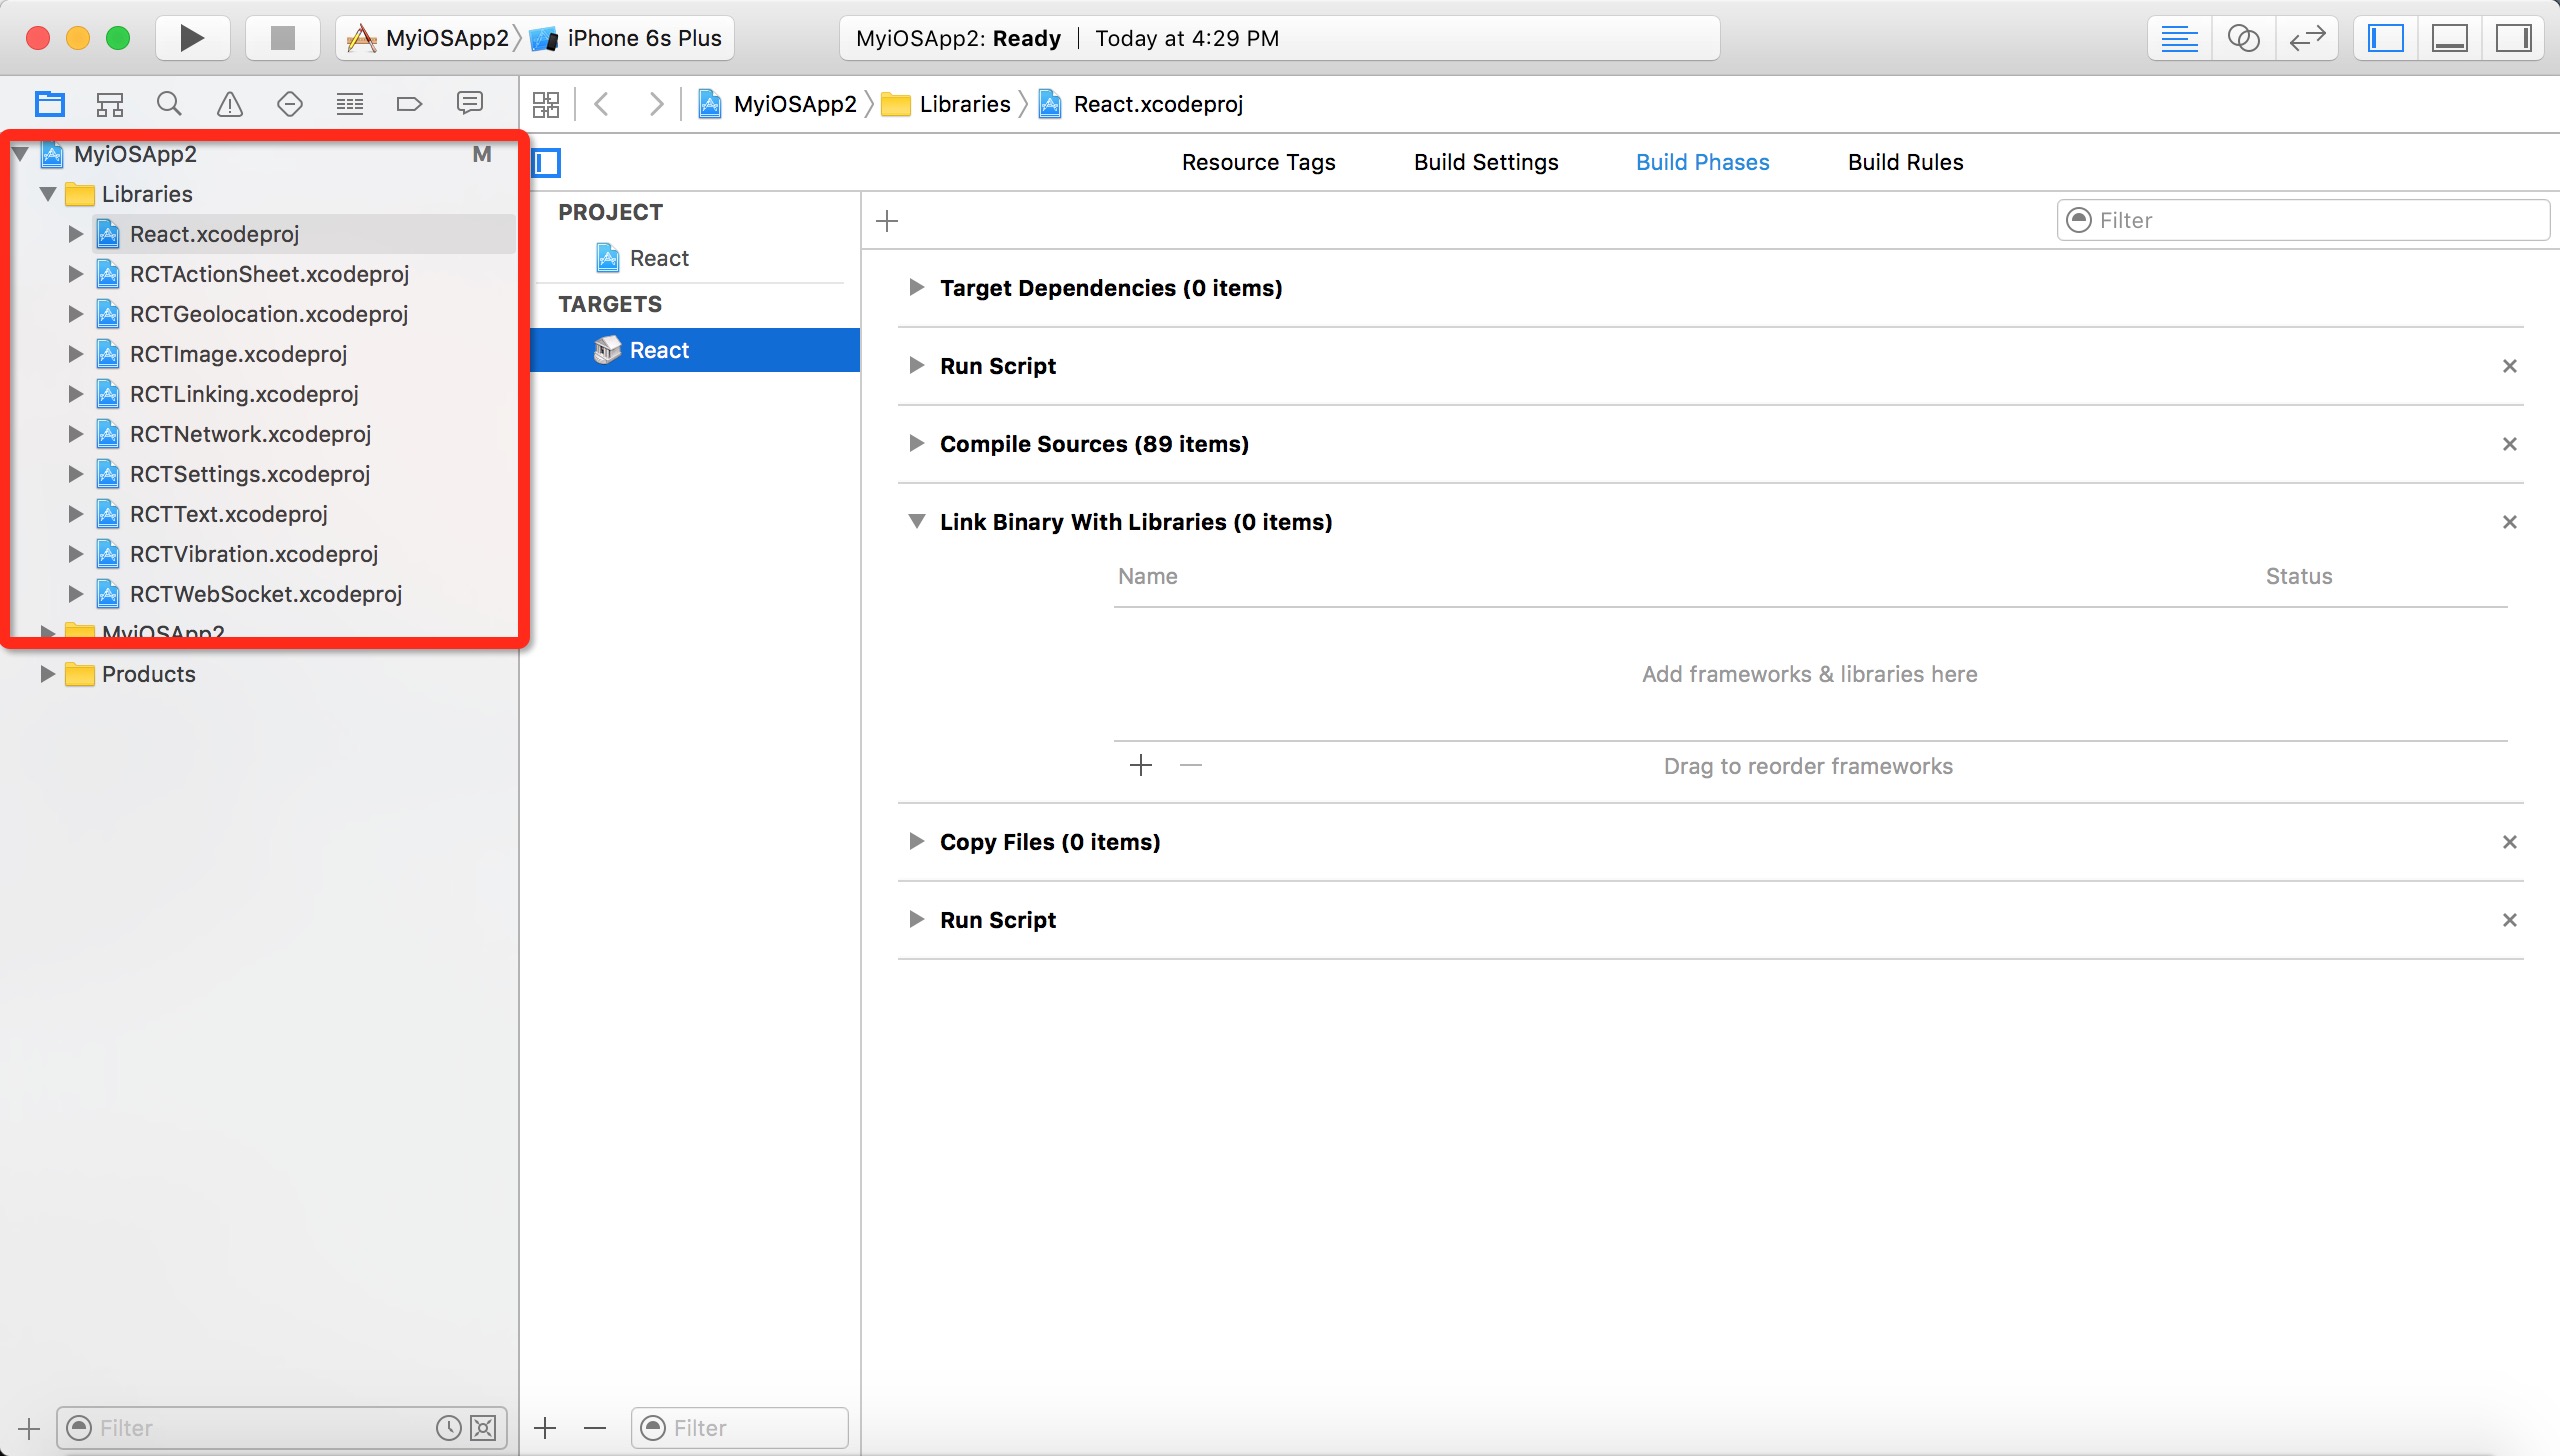 MyiOSApp2 iPhone 6s Plus MyiOSApp2: Ready Today at 4:29 PM
MyiOSApp2 Libraries React.xcodeproj
MyiOSApp2 M
Libraries
React.xcodeproj
RCTActionSheet.xcodeproj
RCTGeolocation.xcodeproj
RCTImage.xcodeproj
RCTLinking.xcodeproj
RCTNetwork.xcodeproj
RCTSettings.xcodeproj
RCTText.xcodeproj
RCTVibration.xcodeproj
RCTWebSocket.xcodeproj
MyiOSApp2
Products
Filter
Resource Tags Build Settings Build Phases Build Rules
PROJECT
React
TARGETS
React
Filter
Filter
Target Dependencies (0 items)
Run Script
Compile Sources (89 items)
Link Binary With Libraries (0 items)
Name Status
Add frameworks & libraries here
Drag to reorder frameworks
Copy Files (0 items)
Run Script